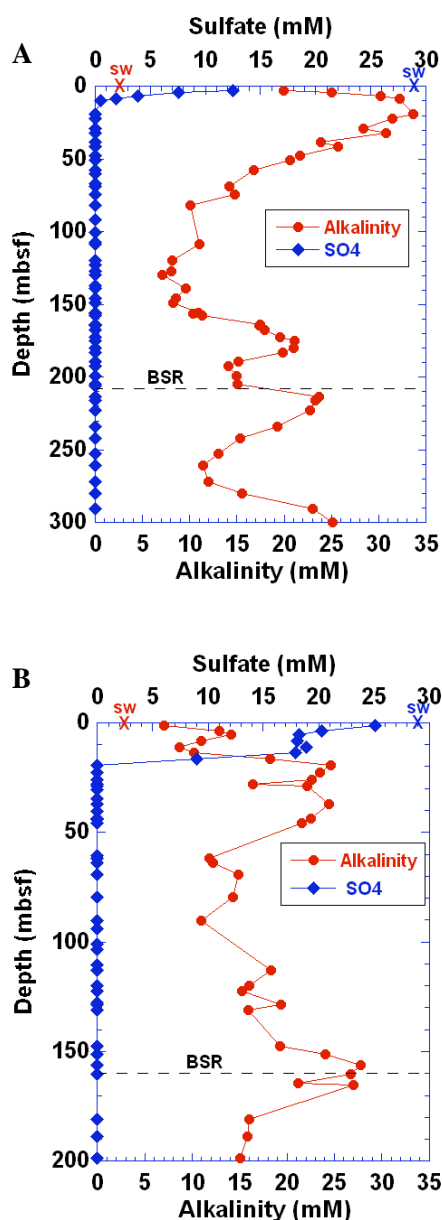 A
Sulfate (mM)
0 5 10 15 20 25 30
SW
X
SW
X
0
50
100
150
200
250
300
Depth (mbsf)
Alkalinity
SO4
BSR
0 5 10 15 20 25 30 35
Alkalinity (mM)
B
Sulfate (mM)
0 5 10 15 20 25 30
SW
X
SW
X
0
50
100
150
200
Depth (mbsf)
Alkalinity
SO4
BSR
0 5 10 15 20 25 30 35
Alkalinity (mM)